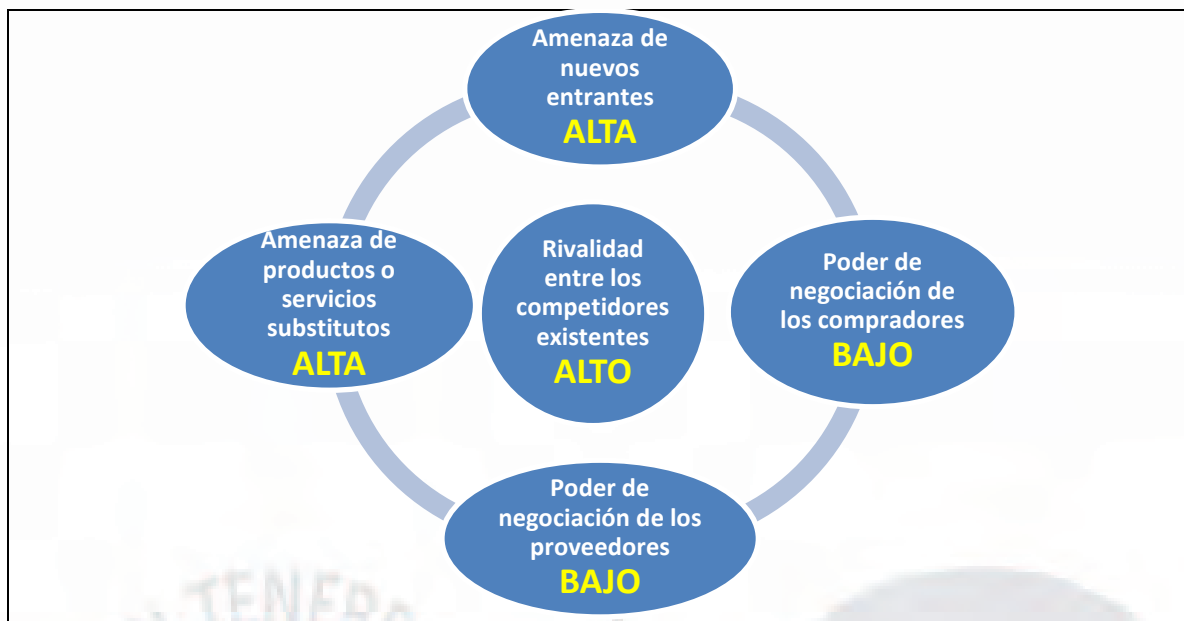 Amenaza de
nuevos
entrantes
ALTA
Amenaza de
productos o
servicios
substitutos
ALTA
Rivalidad
entre los
competidores
existentes
ALTO
Poder de
negociación de
los compradores
BAJO
Poder de
negociación de los
proveedores
BAJO